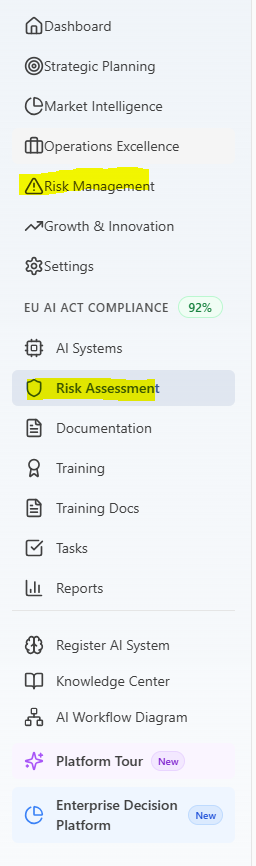 Dashboard
Strategic Planning
Market Intelligence
Operations Excellence
Risk Management
Growth & Innovation
Settings
EU AI ACT COMPLIANCE 92%
AI Systems
Risk Assessment
Documentation
Training
Training Docs
Tasks
Reports
Register AI System
Knowledge Center
AI Workflow Diagram
Platform Tour New
Enterprise Decision
Platform New